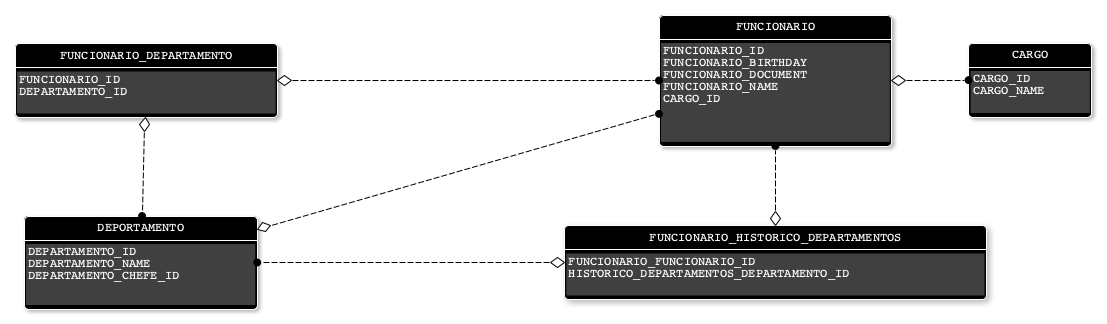 FUNCIONARIO_DEPARTAMENTO
FUNCIONARIO_ID
DEPARTAMENTO_ID
FUNCIONARIO
FUNCIONARIO_ID
FUNCIONARIO_BIRTHDAY
FUNCIONARIO_DOCUMENT
FUNCIONARIO_NAME
CARGO_ID
CARGO
CARGO_ID
CARGO_NAME
DEPORTAMENTO
DEPARTAMENTO_ID
DEPARTAMENTO_NAME
DEPARTAMENTO_CHEFE_ID
FUNCIONARIO_HISTORICO_DEPARTAMENTOS
FUNCIONARIO_FUNCIONARIO_ID
HISTORICO_DEPARTAMENTOS_DEPARTAMENTO_ID